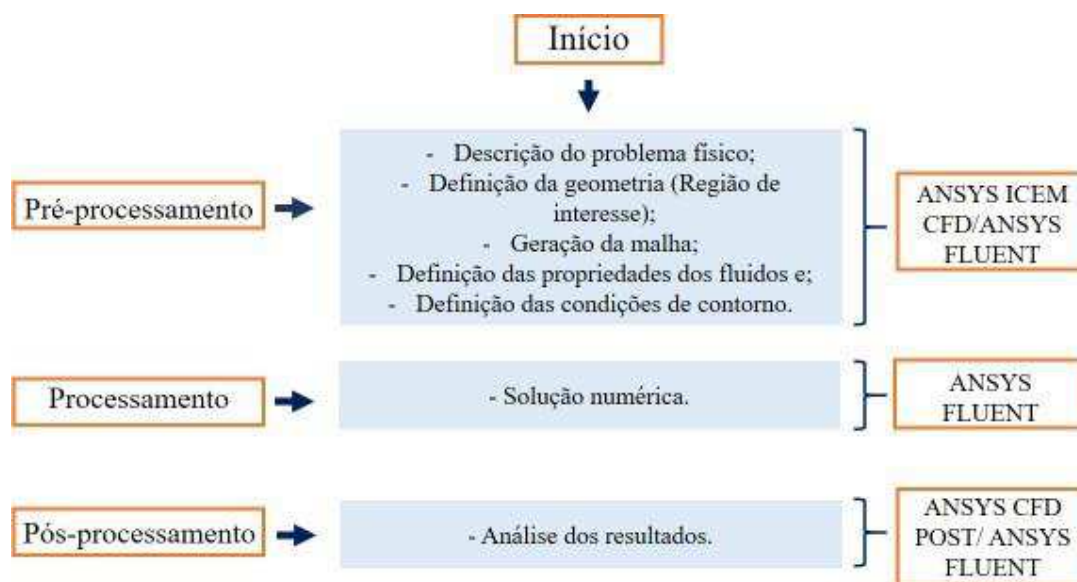 Início
Pré-processamento
- Descrição do problema físico;
- Definição da geometria (Região de
interesse);
- Geração da malha;
- Definição das propriedades dos fluidos e;
- Definição das condições de contorno.
ANSYS ICEM
CFD/ANSYS
FLUENT
Processamento
- Solução numérica.
ANSYS
FLUENT
Pós-processamento
- Análise dos resultados.
ANSYS CFD
POST/ ANSYS
FLUENT